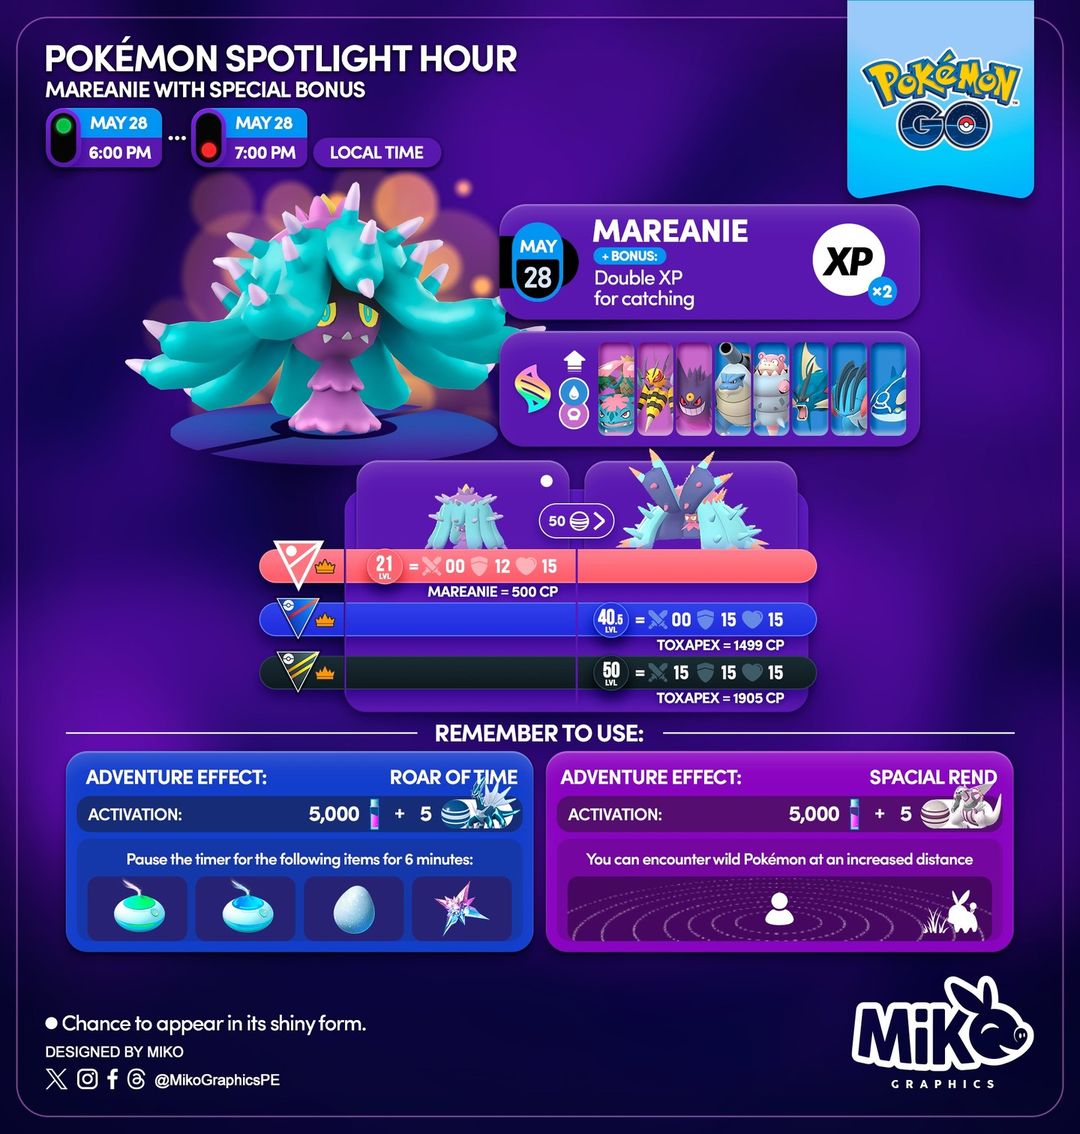 POKÉMON SPOTLIGHT HOUR
MAREANIE WITH SPECIAL BONUS
MAY 28
6:00 PM
...
MAY 28
7:00 PM
LOCAL TIME
POKÉMON
GO
MAY
28
MAREANIE
+ BONUS:
Double XP
for catching
XP
×2
50
21
LVL
= 00 12 15
MAREANIE = 500 CP
40.5
LVL
= 00 15 15
TOXAPEX = 1499 CP
50
LVL
= 15 15 15
TOXAPEX = 1905 CP
REMEMBER TO USE:
ADVENTURE EFFECT: ROAR OF TIME
ACTIVATION: 5,000 + 5
Pause the timer for the following items for 6 minutes:
ADVENTURE EFFECT: SPACIAL REND
ACTIVATION: 5,000 + 5
You can encounter wild Pokémon at an increased distance
Chance to appear in its shiny form.
DESIGNED BY MIKO
@MikoGraphicsPE
MiKO
GRAPHICS